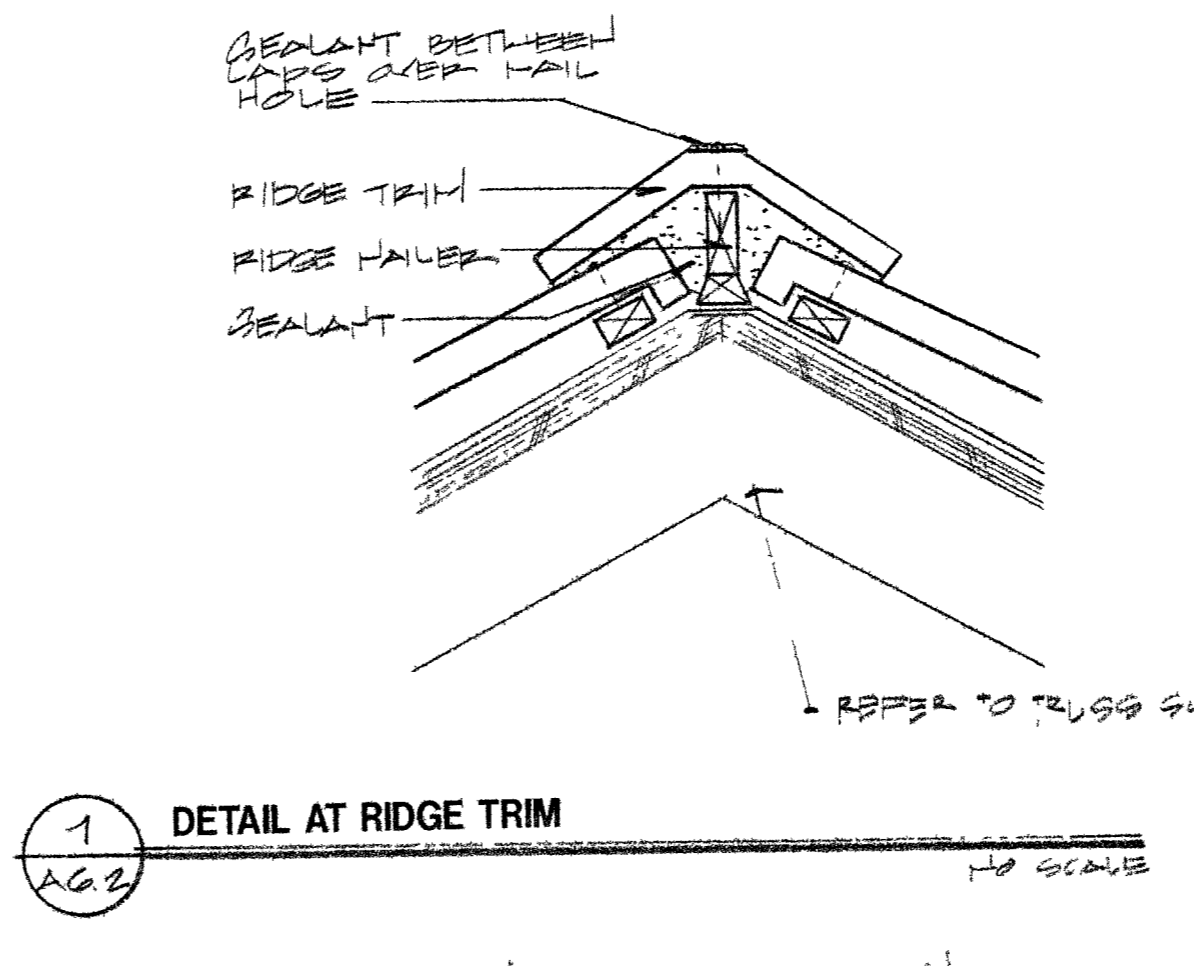 SEALANT BETWEEN
LAPS OVER NAIL
HOLE
RIDGE TRIM
RIDGE NAILER
SEALANT
REFER TO TRUSS
1
A6.2
DETAIL AT RIDGE TRIM
NO SCALE